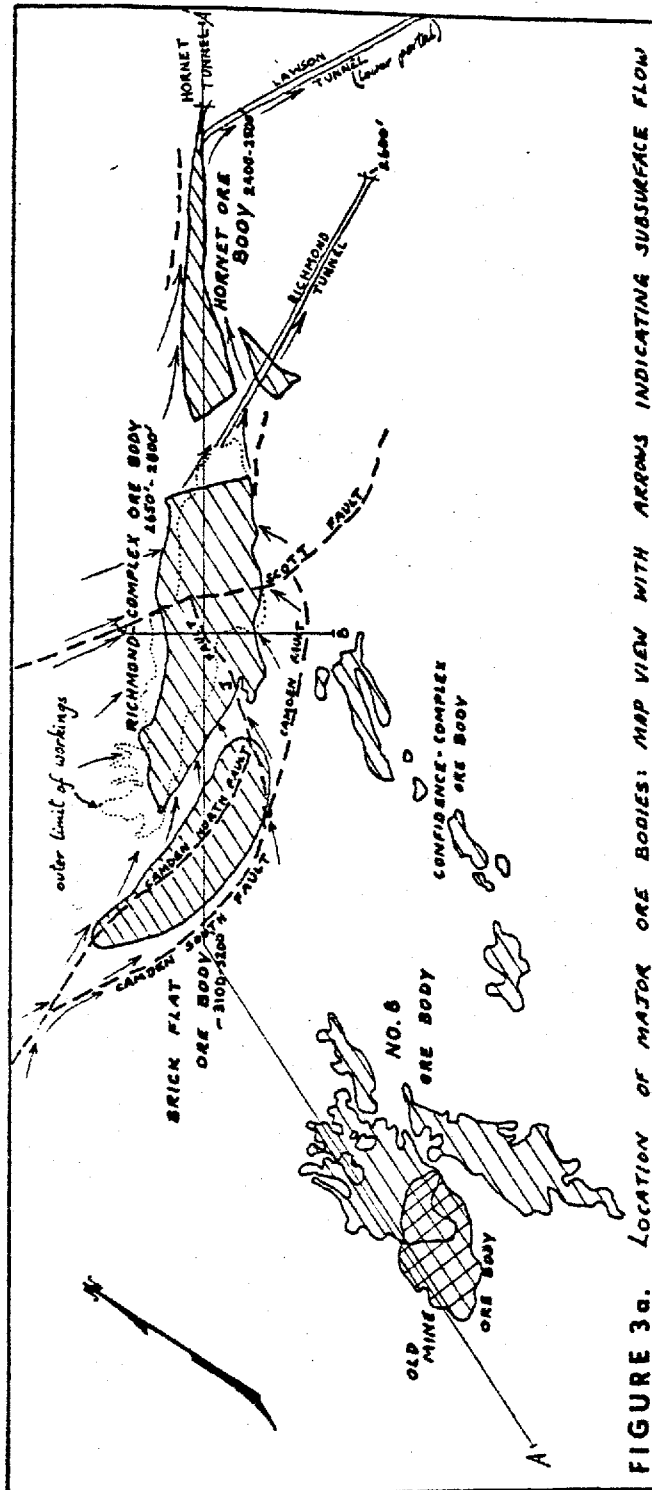 HORNET
TUNNEL
A
LAWSON
TUNNEL
(Lower portal)
HORNET ORE
BODY 2400-2800'
RICHMOND
TUNNEL
2600'
RICHMOND-COMPLEX ORE BODY
2650'-2800'
outer limit of workings
SCOTT FAULT
B
CAMDEN NORTH FAULT
CAMDEN FAULT
CAMDEN SOUTH FAULT
BRICK FLAT
ORE BODY
~3100-3200
CONFIDENCE-COMPLEX
ORE BODY
NO. 8
ORE BODY
OLD
MINE
ORE BODY
N
A'
FIGURE 3a. LOCATION OF MAJOR ORE BODIES: MAP VIEW WITH ARROWS INDICATING SUBSURFACE FLOW